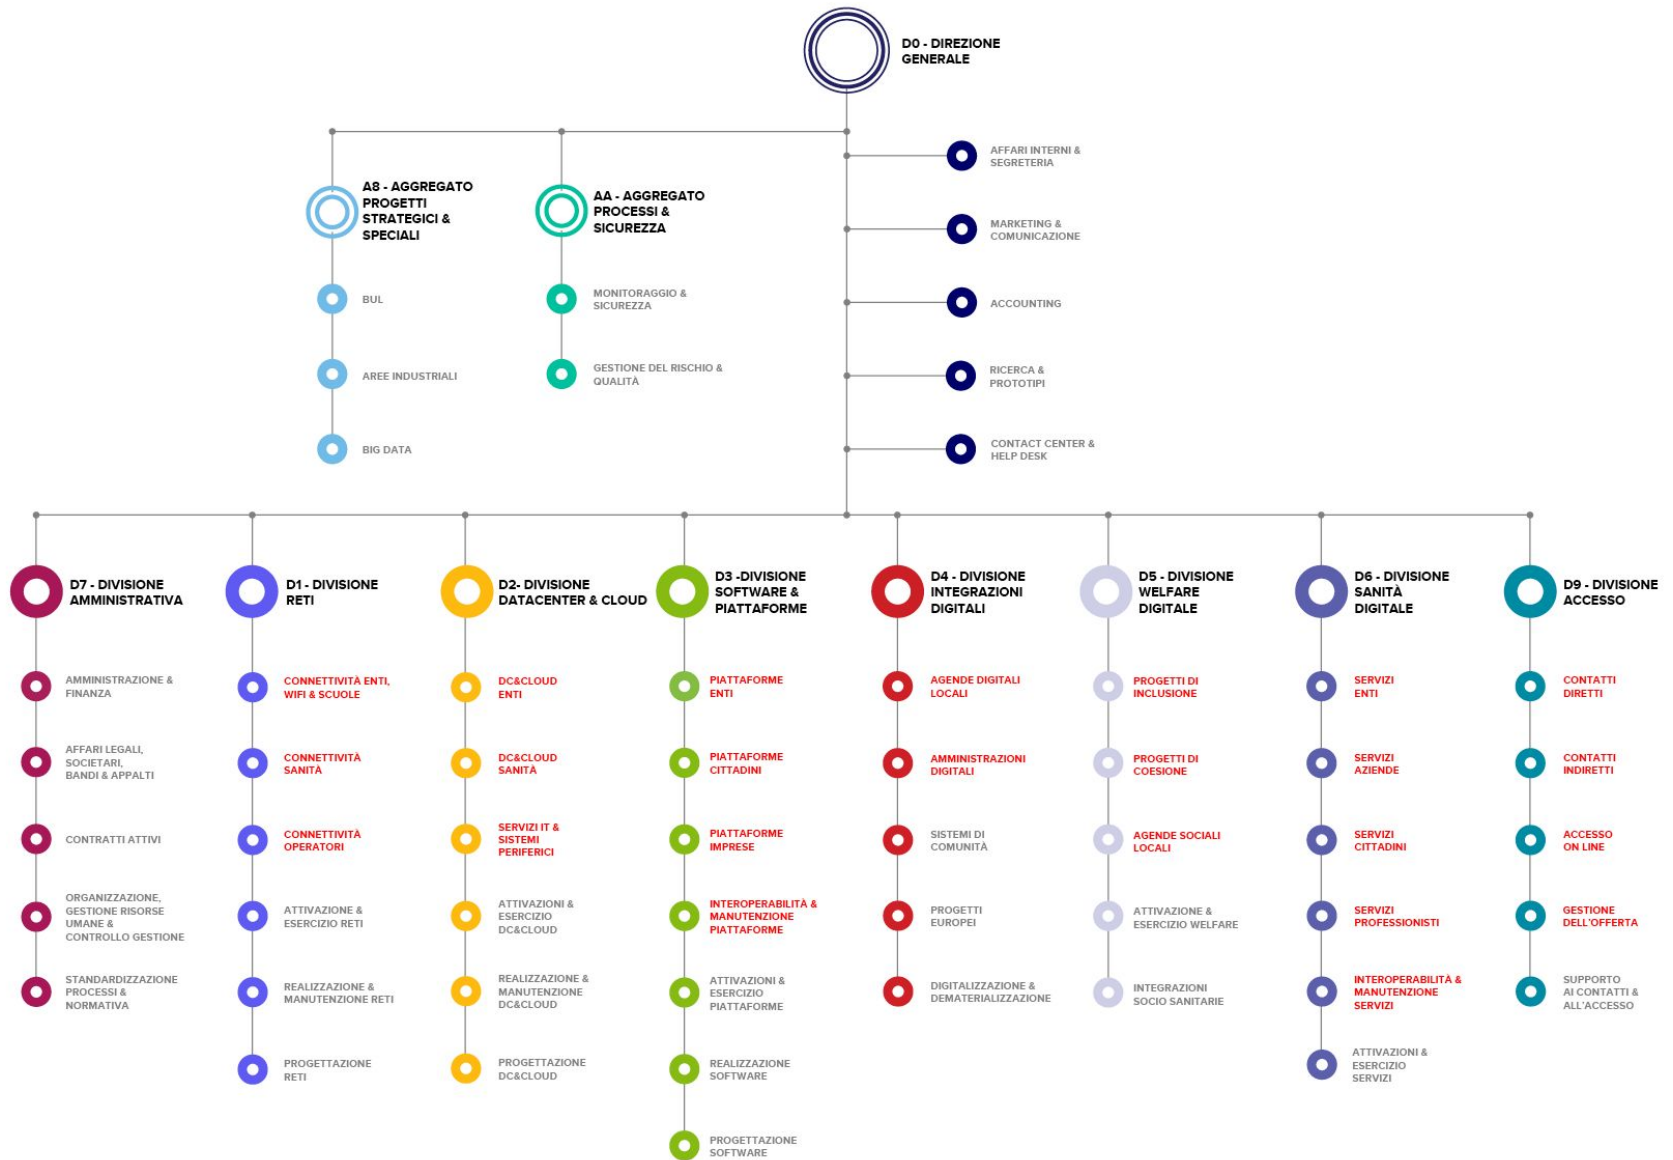 D0 - DIREZIONE
GENERALE
AFFARI INTERNI &
SEGRETERIA
MARKETING &
COMUNICAZIONE
ACCOUNTING
RICERCA &
PROTOTIPI
CONTACT CENTER &
HELP DESK
A8 - AGGREGATO
PROGETTI
STRATEGICI &
SPECIALI
BUL
AREE INDUSTRIALI
BIG DATA
AA - AGGREGATO
PROCESSI &
SICUREZZA
MONITORAGGIO &
SICUREZZA
GESTIONE DEL RISCHIO &
QUALITÀ
D7 - DIVISIONE
AMMINISTRATIVA
AMMINISTRAZIONE &
FINANZA
AFFARI LEGALI,
SOCIETARI,
BANDI & APPALTI
CONTRATTI ATTIVI
ORGANIZZAZIONE,
GESTIONE RISORSE
UMANE &
CONTROLLO GESTIONE
STANDARDIZZAZIONE
PROCESSI &
NORMATIVA
D1 - DIVISIONE
RETI
CONNETTIVITÀ ENTI,
WIFI & SCUOLE
CONNETTIVITÀ
SANITÀ
CONNETTIVITÀ
OPERATORI
ATTIVAZIONE &
ESERCIZIO RETI
REALIZZAZIONE &
MANUTENZIONE RETI
PROGETTAZIONE
RETI
D2- DIVISIONE
DATACENTER & CLOUD
DC&CLOUD
ENTI
DC&CLOUD
SANITÀ
SERVIZI IT &
SISTEMI
PERIFERICI
ATTIVAZIONI &
ESERCIZIO
DC&CLOUD
REALIZZAZIONE &
MANUTENZIONE
DC&CLOUD
PROGETTAZIONE
DC&CLOUD
D3 -DIVISIONE
SOFTWARE &
PIATTAFORME
PIATTAFORME
ENTI
PIATTAFORME
CITTADINI
PIATTAFORME
IMPRESE
INTEROPERABILITÀ &
MANUTENZIONE
PIATTAFORME
ATTIVAZIONI &
ESERCIZIO
PIATTAFORME
REALIZZAZIONE
SOFTWARE
PROGETTAZIONE
SOFTWARE
D4 - DIVISIONE
INTEGRAZIONI
DIGITALI
AGENDE DIGITALI
LOCALI
AMMINISTRAZIONI
DIGITALI
SISTEMI DI
COMUNITÀ
PROGETTI
EUROPEI
DIGITALIZZAZIONE &
DEMATERIALIZZAZIONE
D5 - DIVISIONE
WELFARE
DIGITALE
PROGETTI DI
INCLUSIONE
PROGETTI DI
COESIONE
AGENDE SOCIALI
LOCALI
ATTIVAZIONE &
ESERCIZIO WELFARE
INTEGRAZIONI
SOCIO SANITARIE
D6 - DIVISIONE
SANITÀ
DIGITALE
SERVIZI
ENTI
SERVIZI
AZIENDE
SERVIZI
CITTADINI
SERVIZI
PROFESSIONISTI
INTEROPERABILITÀ &
MANUTENZIONE
SERVIZI
ATTIVAZIONI &
ESERCIZIO
SERVIZI
D9 - DIVISIONE
ACCESSO
CONTATTI
DIRETTI
CONTATTI
INDIRETTI
ACCESSO
ON LINE
GESTIONE
DELL'OFFERTA
SUPPORTO
AI CONTATTI &
ALL'ACCESSO